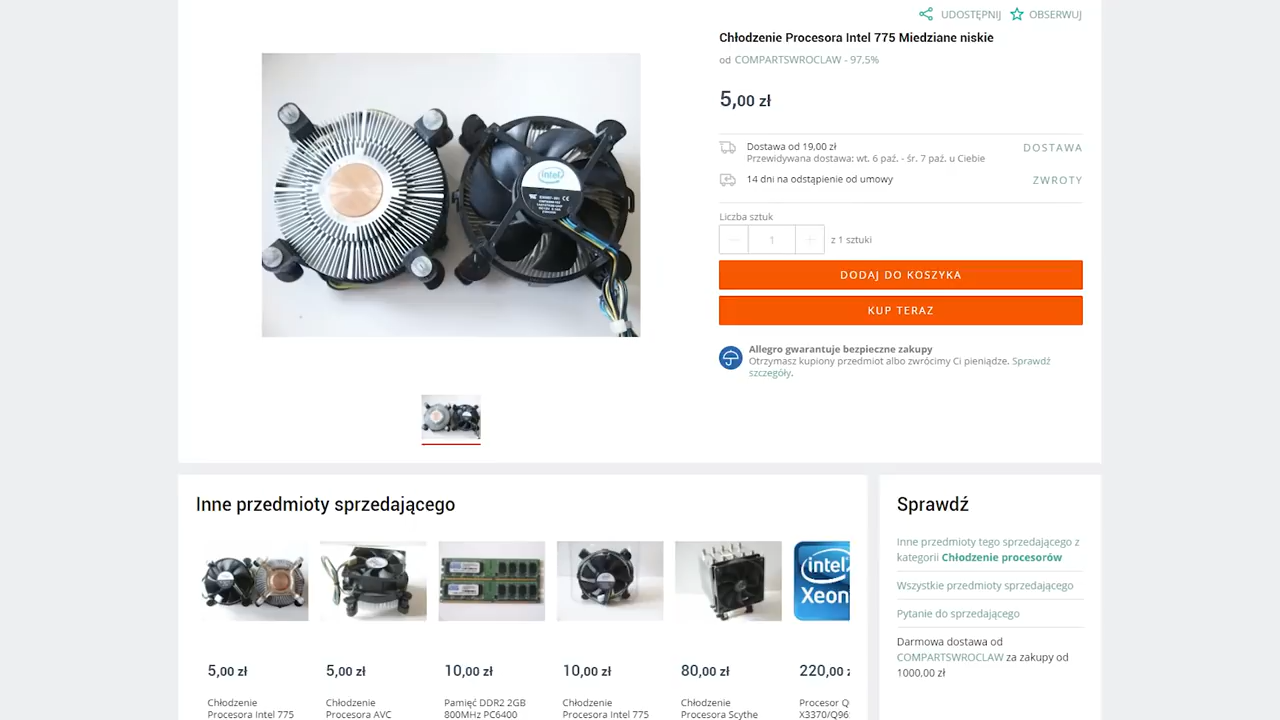 UDOSTĘPNIJ OBSERWUJ
Chłodzenie Procesora Intel 775 Miedziane niskie
od COMPARTSWROCLAW - 97,5%
5,00 zł
Dostawa od 19,00 zł DOSTAWA
Przewidywana dostawa: wt. 6 paź. - śr. 7 paź. u Ciebie
14 dni na odstąpienie od umowy ZWROTY
Liczba sztuk
1 z 1 sztuki
DODAJ DO KOSZYKA
KUP TERAZ
Allegro gwarantuje bezpieczne zakupy
Otrzymasz kupiony przedmiot albo zwrócimy Ci pieniądze. Sprawdź
szczegóły.
intel
Inne przedmioty sprzedającego
intel
Xeon
5,00 zł
5,00 zł
10,00 zł
10,00 zł
80,00 zł
220,00
Chłodzenie
Procesora Intel 775
Chłodzenie
Procesora AVC
Pamięć DDR2 2GB
800MHz PC6400
Chłodzenie
Procesora Intel 775
Chłodzenie
Procesora Scythe
Procesor Q
X3370/Q96
Sprawdź
Inne przedmioty tego sprzedającego z
kategorii Chłodzenie procesorów
Wszystkie przedmioty sprzedającego
Pytanie do sprzedającego
Darmowa dostawa od
COMPARTSWROCLAW za zakupy od
1000,00 zł